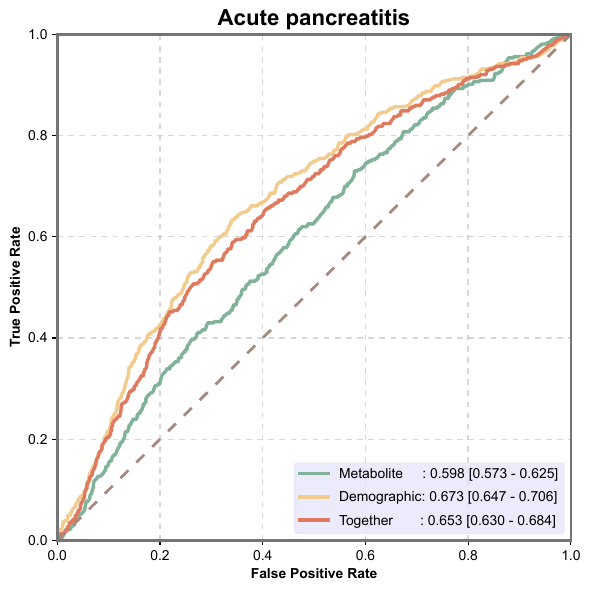 Acute pancreatitis
True Positive Rate
1.0
0.8
0.6
0.4
0.2
0.0
Metabolite : 0.598 [0.573 - 0.625]
Demographic: 0.673 [0.647 - 0.706]
Together : 0.653 [0.630 - 0.684]
0.0 0.2 0.4 0.6 0.8 1.0
False Positive Rate